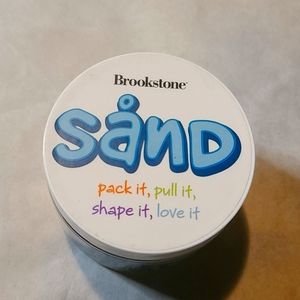 Brookstone
sånd
pack it, pull it,
shape it, love it